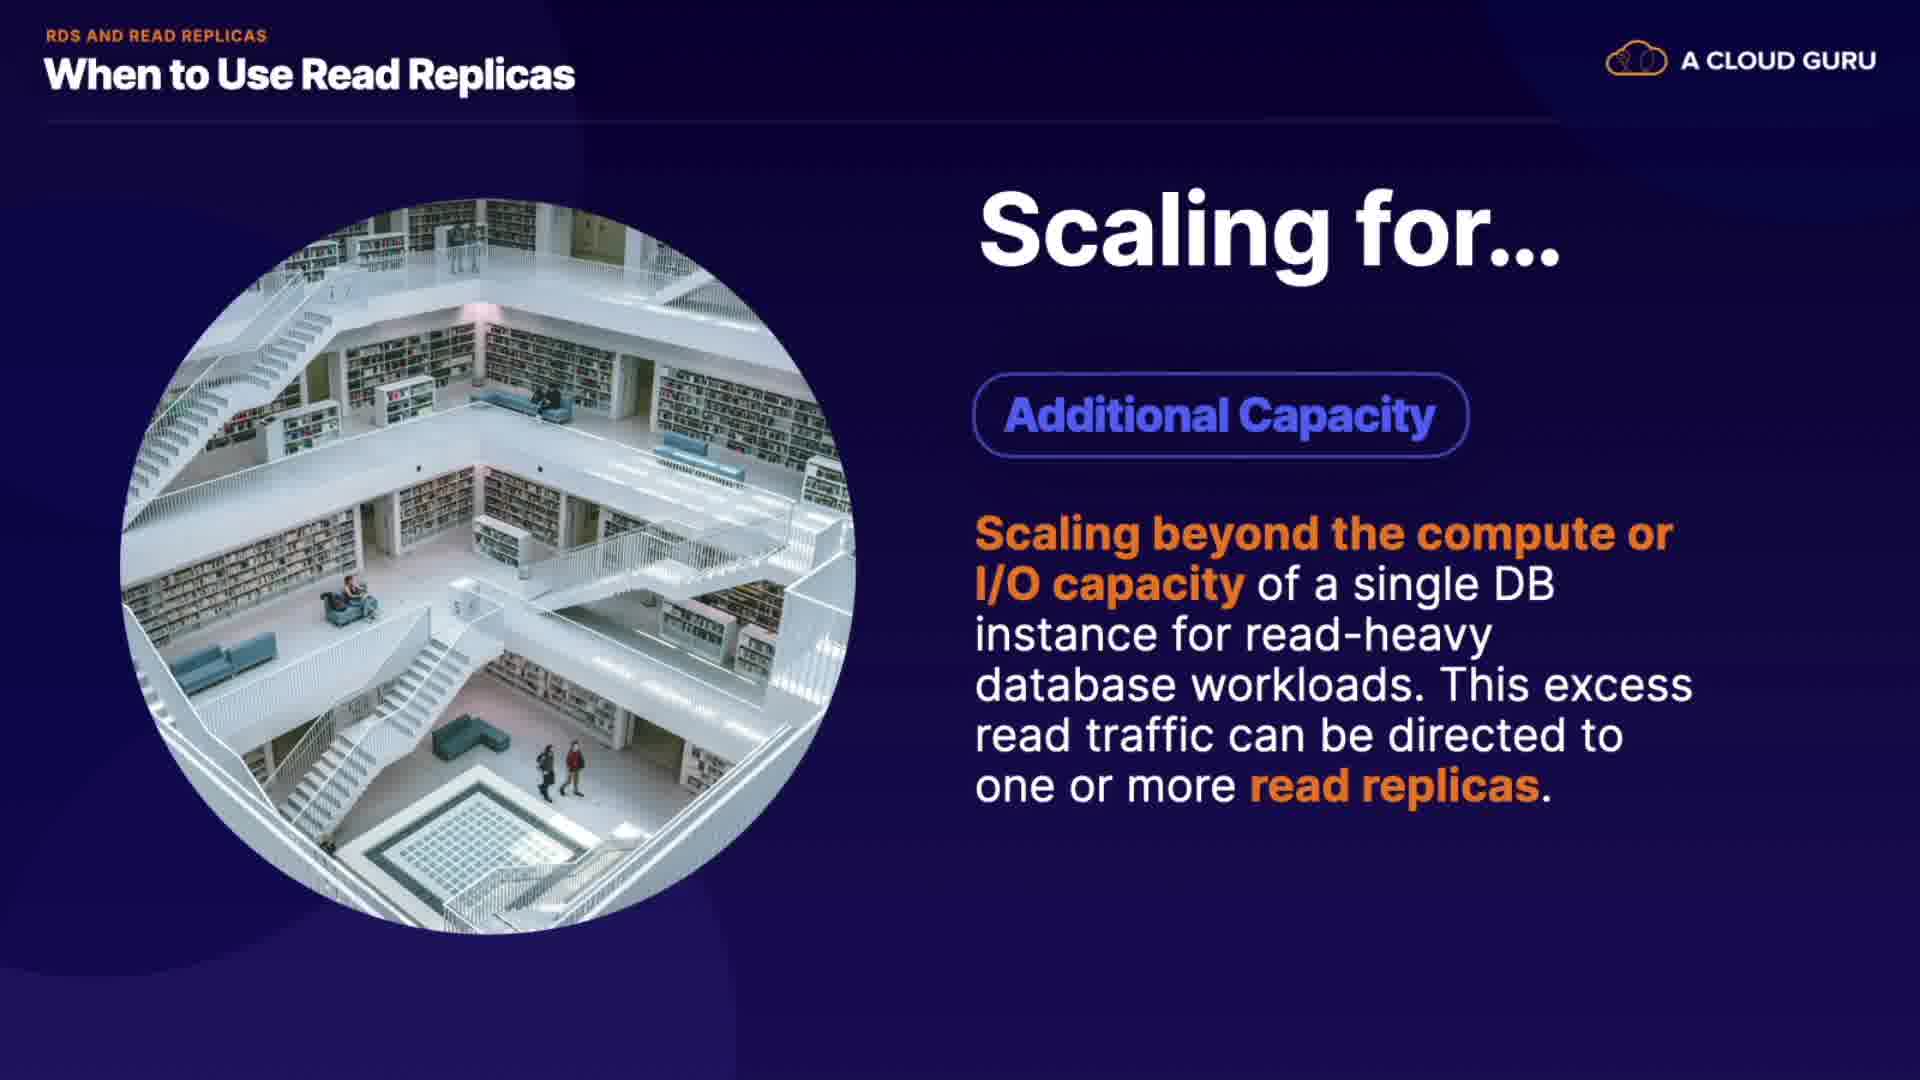 RDS AND READ REPLICAS
When to Use Read Replicas
A CLOUD GURU
Scaling for...
Additional Capacity
Scaling beyond the compute or
I/O capacity of a single DB
instance for read-heavy
database workloads. This excess
read traffic can be directed to
one or more read replicas.